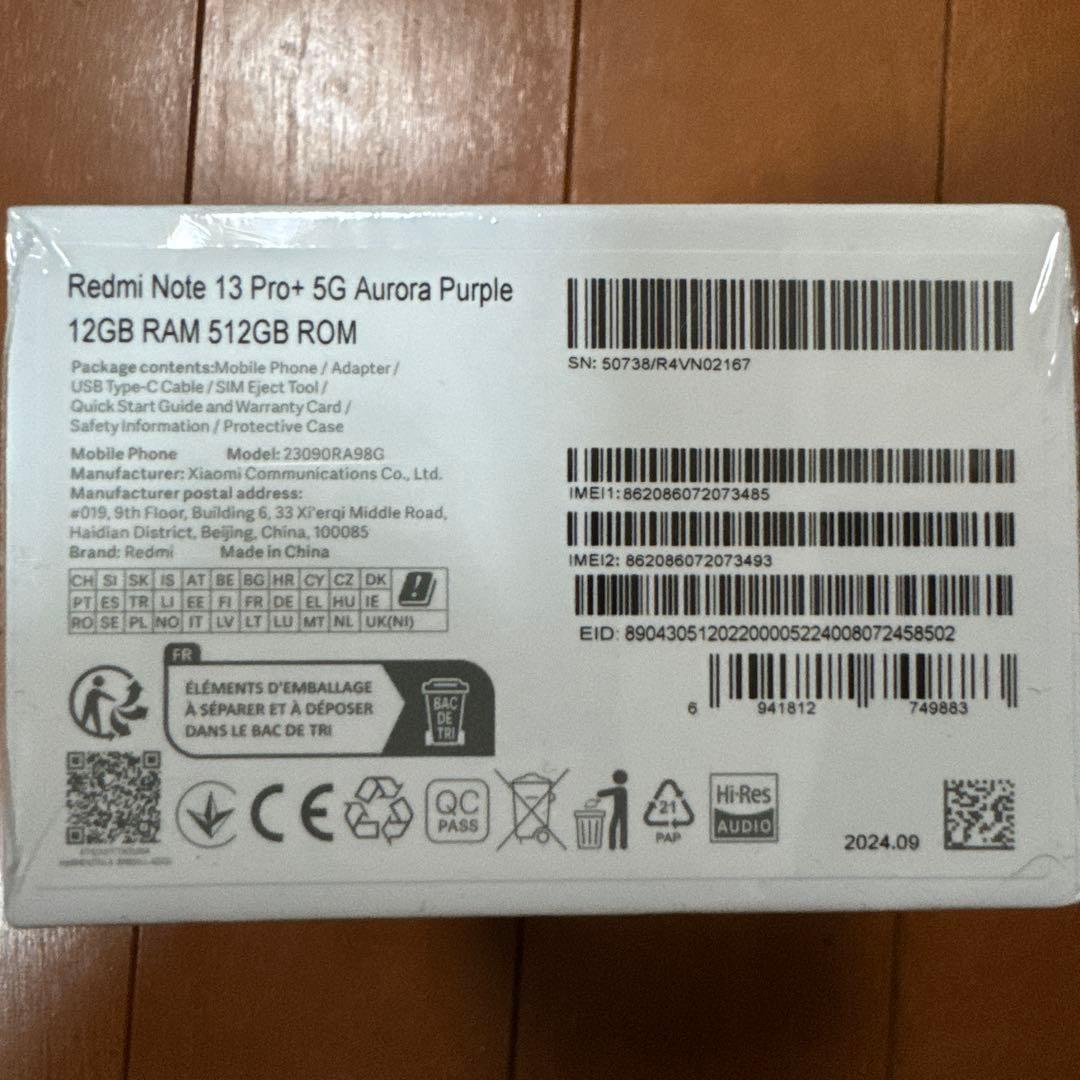 Redmi Note 13 Pro+ 5G Aurora Purple
12GB RAM 512GB ROM
Package contents:Mobile Phone / Adapter /
USB Type-C Cable / SIM Eject Tool /
Quick Start Guide and Warranty Card /
Safety Information / Protective Case
Mobile Phone Model: 23090RA98G
Manufacturer: Xiaomi Communications Co., Ltd.
Manufacturer postal address:
#019, 9th Floor, Building 6, 33 Xi'erqi Middle Road,
Haidian District, Beijing, China, 100085
Brand: Redmi Made in China
CH SI SK IS AT BE BG HR CY CZ DK
PT ES TR LI EE FI FR DE EL HU IE
RO SE PL NO IT LV LT LU MT NL UK(NI)
SN: 50738/R4VN02167
IMEI1:862086072073485
IMEI2: 862086072073493
EID: 89043051202200005224008072458502
6 941812 749883
FR
ÉLÉMENTS D'EMBALLAGE
À SÉPARER ET À DÉPOSER
DANS LE BAC DE TRI
BAC
DE
TRI
CE
QC
PASS
21
PAP
Hi-Res
AUDIO
2024.09